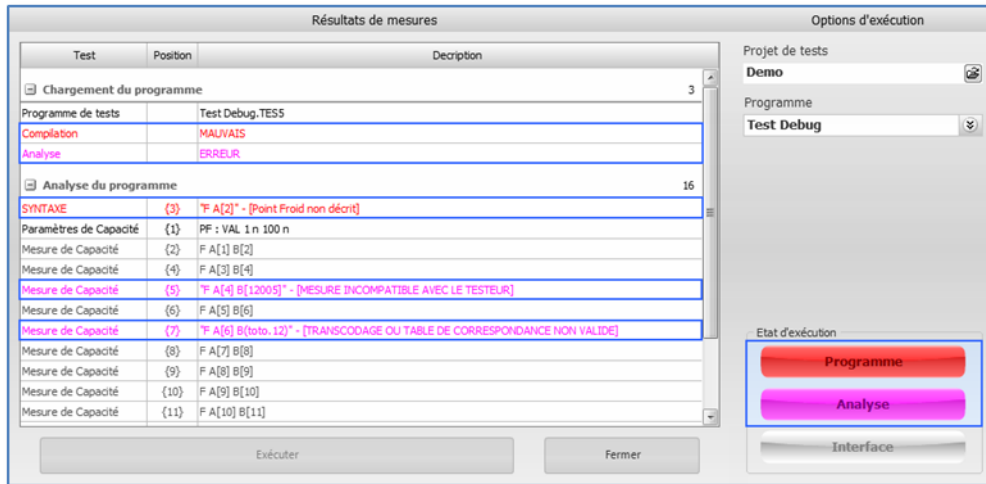 Résultats de mesures
Options d'exécution
Test Position Decription
Projet de tests
Demo
Programme
Test Debug
Chargement du programme 3
Programme de tests Test Debug.TES5
Compilation MAUVAIS
Analyse ERREUR
Analyse du programme 16
SYNTAXE {3} "F A[2]" - [Point Froid non décrit]
Paramètres de Capacité {1} PF : VAL 1 n 100 n
Mesure de Capacité {2} F A[1] B[2]
Mesure de Capacité {4} F A[3] B[4]
Mesure de Capacité {5} "F A[4] B[12005]" - [MESURE INCOMPATIBLE AVEC LE TESTEUR]
Mesure de Capacité {6} F A[5] B[6]
Mesure de Capacité {7} "F A[6] B(toto.12)" - [TRANSCODAGE OU TABLE DE CORRESPONDANCE NON VALIDE]
Mesure de Capacité {8} F A[7] B[8]
Mesure de Capacité {9} F A[8] B[9]
Mesure de Capacité {10} F A[9] B[10]
Mesure de Capacité {11} F A[10] B[11]
Etat d'exécution
Programme
Analyse
Interface
Exécuter
Fermer